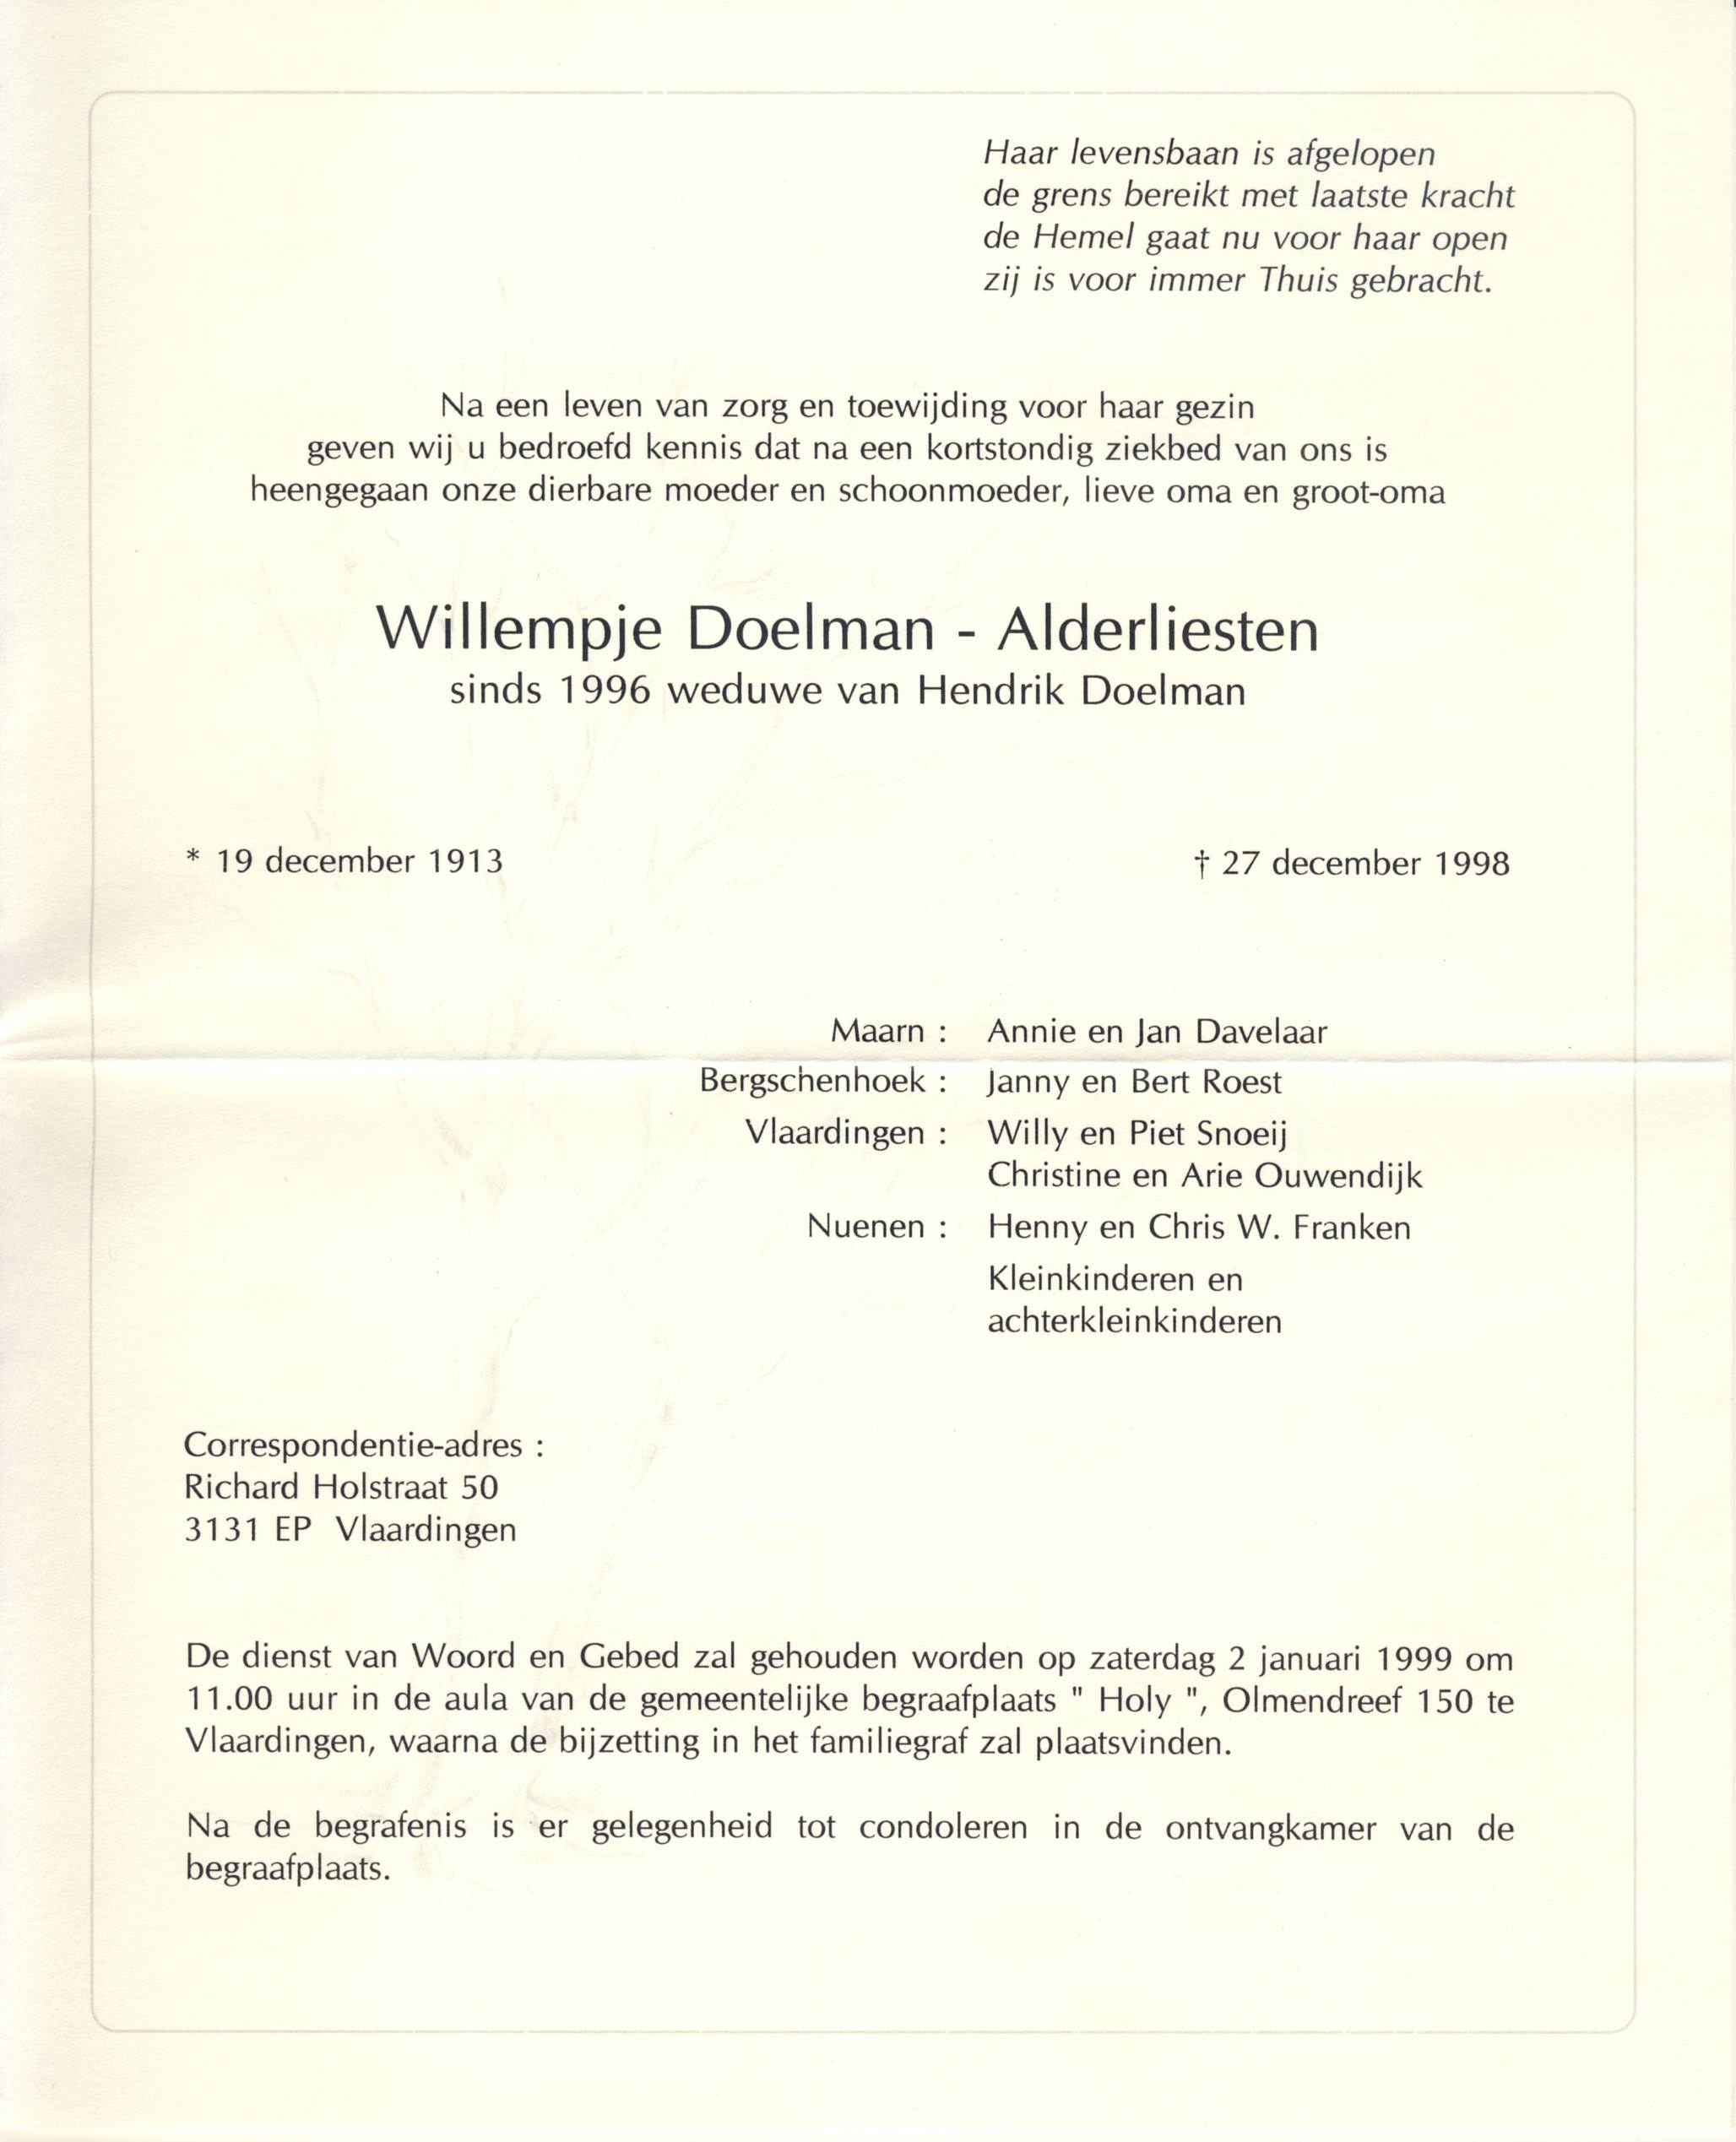 Haar levensbaan is afgelopen
de grens bereikt met laatste kracht
de Hemel gaat nu voor haar open
zij is voor immer Thuis gebracht.
Na een leven van zorg en toewijding voor haar gezin
geven wij u bedroefd kennis dat na een kortstondig ziekbed van ons is
heengegaan onze dierbare moeder en schoonmoeder, lieve oma en groot-oma
Willempje Doelman - Alderliesten
sinds 1996 weduwe van Hendrik Doelman
* 19 december 1913 † 27 december 1998
Maarn : Annie en Jan Davelaar
Bergschenhoek : Janny en Bert Roest
Vlaardingen : Willy en Piet Snoeij
Christine en Arie Ouwendijk
Nuenen : Henny en Chris W. Franken
Kleinkinderen en
achterkleinkinderen
Correspondentie-adres :
Richard Holstraat 50
3131 EP Vlaardingen
De dienst van Woord en Gebed zal gehouden worden op zaterdag 2 januari 1999 om
11.00 uur in de aula van de gemeentelijke begraafplaats " Holy ", Olmendreef 150 te
Vlaardingen, waarna de bijzetting in het familiegraf zal plaatsvinden.
Na de begrafenis is er gelegenheid tot condoleren in de ontvangkamer van de
begraafplaats.